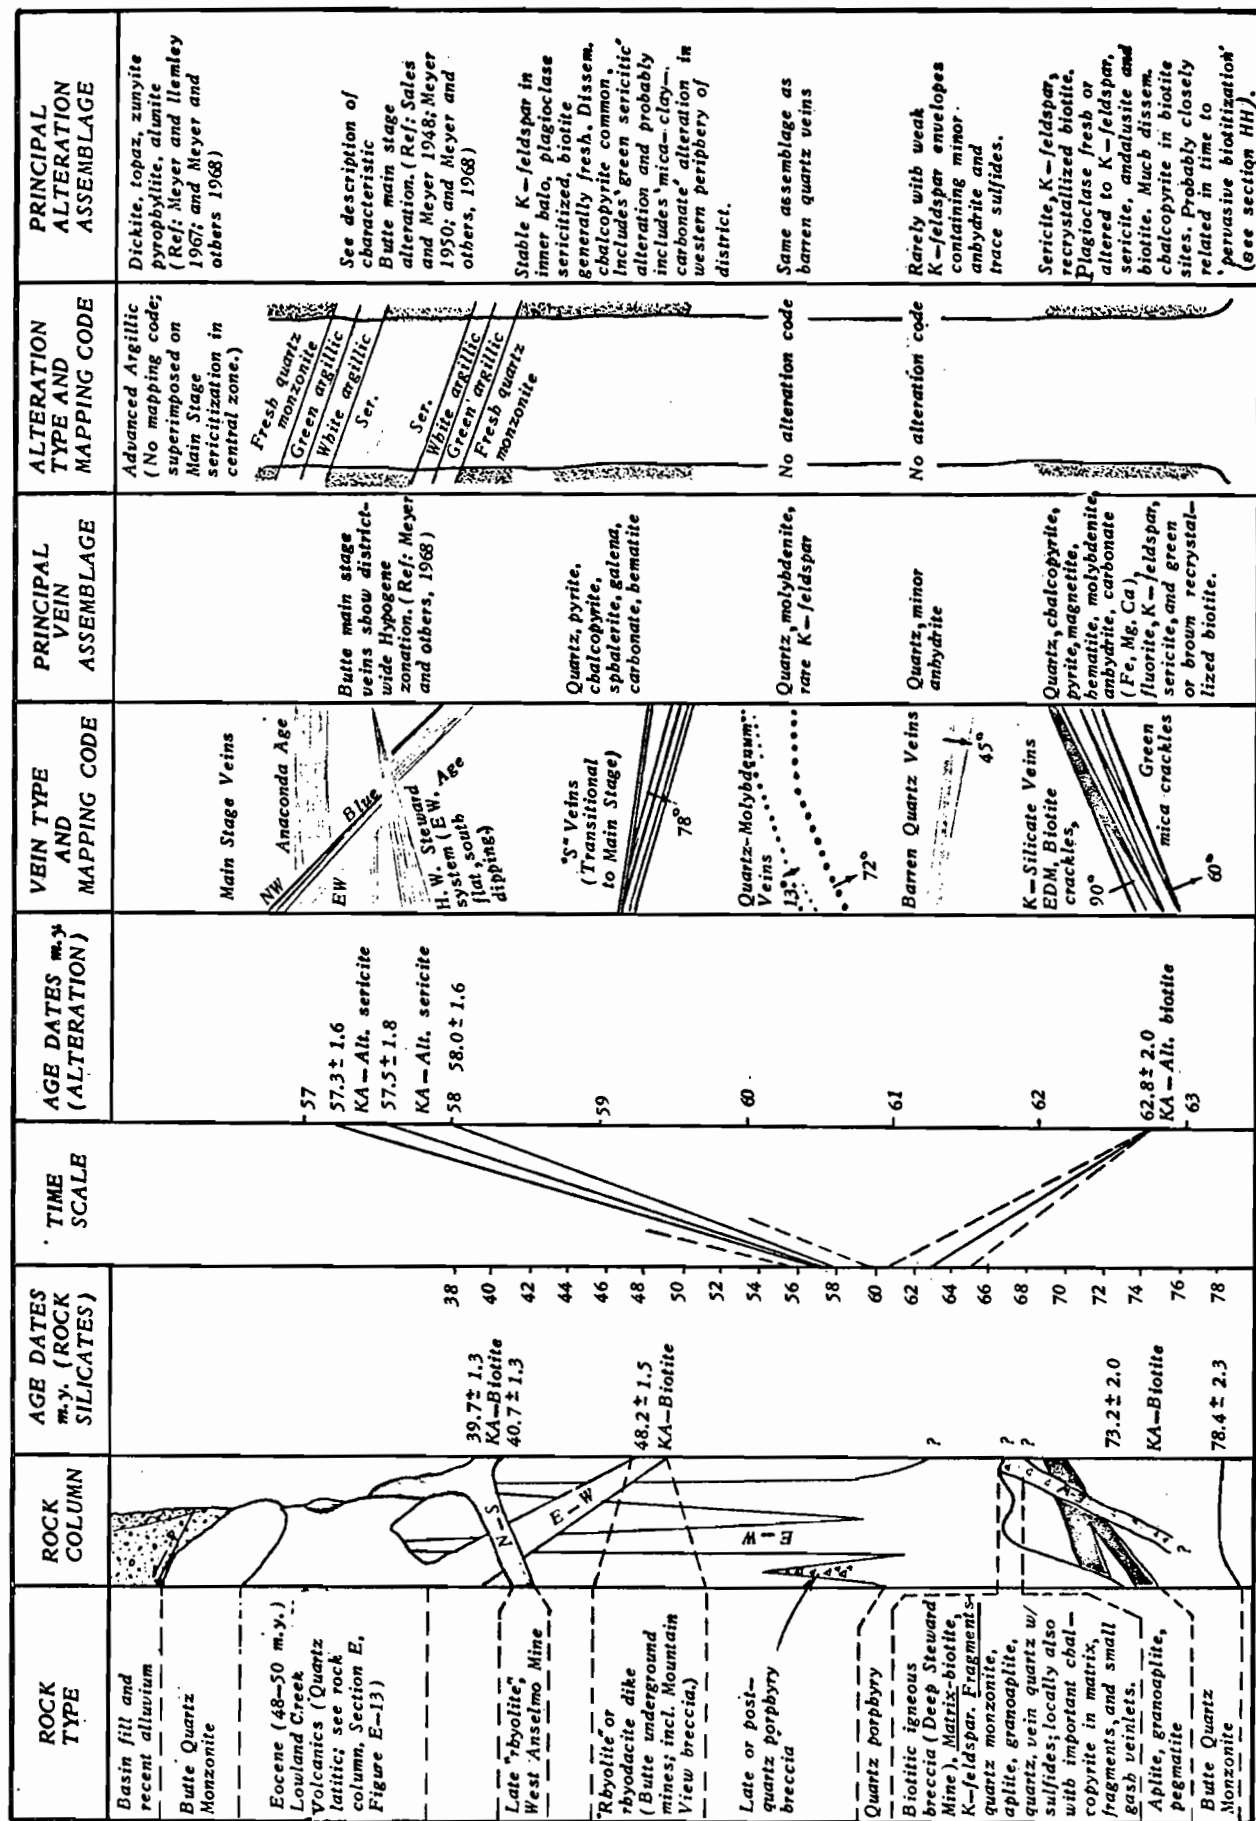 ROCK
TYPE
ROCK
COLUMN
AGE DATES
m.y. (ROCK
SILICATES)
TIME
SCALE
AGE DATES m.y.
(ALTERATION)
VEIN TYPE
AND
MAPPING CODE
PRINCIPAL
VEIN
ASSEMBLAGE
ALTERATION
TYPE AND
MAPPING CODE
PRINCIPAL
ALTERATION
ASSEMBLAGE
Basin fill and
recent alluvium
Butte Quartz
Monzonite
Eocene (48-50 m.y.)
Lowland Creek
Volcanics (Quartz
latitic; see rock
column, Section E,
Figure E-13)
Late "rhyolite",
West Anselmo Mine
"Rhyolite" or
rhyodacite dike
(Butte underground
mines; incl. Mountain
View breccia.)
Late or post-
quartz porphyry
breccia
Quartz porphyry
Biotitic igneous
breccia (Deep Steward
Mine). Matrix-biotite,
K-feldspar. Fragments-
quartz monzonite,
aplite, granoaplite,
quartz, vein quartz w/
sulfides; locally also
with important chal-
copyrite in matrix,
fragments, and small
gash veinlets.
Aplite, granoaplite,
pegmatite
Butte Quartz
Monzonite
N-S
E-W
E-W
?
39.7± 1.3
KA-Biotite
40.7± 1.3
48.2± 1.5
KA-Biotite
?
?
?
73.2± 2.0
KA-Biotite
78.4± 2.3
38
40
42
44
46
48
50
52
54
56
58
60
62
64
66
68
70
72
74
76
78
57
57.3± 1.6
KA-Alt. sericite
57.5± 1.8
KA-Alt. sericite
58 58.0± 1.6
59
60
61
62
62.8± 2.0
KA-Alt. biotite
63
Main Stage Veins
Anaconda Age
NW Blue
EW
H.W. Steward
system (E W. Age
flat, south
dipping)
"S" Veins
(Transitional
to Main Stage)
78°
Quartz-Molybdenum
Veins
13°
72°
Barren Quartz Veins
45°
K-Silicate Veins
EDM, Biotite
crackles,
90°
Green
mica crackles
60°
Butte main stage
veins show district-
wide Hypogene
zonation. (Ref: Meyer
and others, 1968)
Quartz, pyrite,
chalcopyrite,
sphalerite, galena,
carbonate, hematite
Quartz, molybdenite,
rare K-feldspar
Quartz, minor
anhydrite
Quartz, chalcopyrite,
pyrite, magnetite,
hematite, molybdenite,
anhydrite, carbonate
(Fe, Mg, Ca),
fluorite, K-feldspar,
sericite, and green
or brown recrystal-
lized biotite.
Advanced Argillic
(No mapping code;
superimposed on
Main Stage
sericitization in
central zone.)
Fresh quartz
monzonite
Green argillic
White argillic
Ser.
Ser.
White argillic
Green argillic
Fresh quartz
monzonite
No alteration code
No alteration code
Dickite, topaz, zunyite
pyrophyllite, alunite
(Ref: Meyer and Hemley
1967; and Meyer and
others 1968)
See description of
characteristic
Butte main stage
alteration. (Ref: Sales
and Meyer 1948; Meyer
1950; and Meyer and
others, 1968)
Stable K-feldspar in
inner halo, plagioclase
sericitized, biotite
generally fresh. Dissem.
chalcopyrite common.
Includes "green sericitic"
alteration and probably
includes 'mica-clay-
carbonate' alteration in
western periphery of
district.
Same assemblage as
barren quartz veins
Rarely with weak
K-feldspar envelopes
containing minor
anhydrite and
trace sulfides.
Sericite, K-feldspar,
recrystallized biotite.
Plagioclase fresh or
altered to K-feldspar,
sericite, andalusite and
biotite. Much dissem.
chalcopyrite in biotite
sites. Probably closely
related in time to
'pervasive biotitization'
(see section HH).